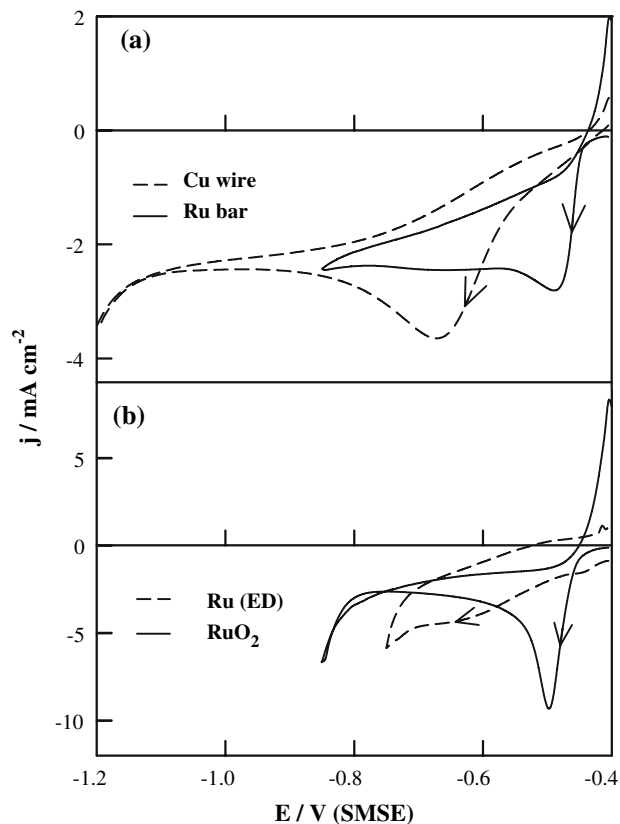 2
(a)
0
Cu wire
Ru bar
-2
-4
j / mA cm-2
(b)
5
0
Ru (ED)
RuO2
-5
-10
-1.2 -1.0 -0.8 -0.6 -0.4
E / V (SMSE)